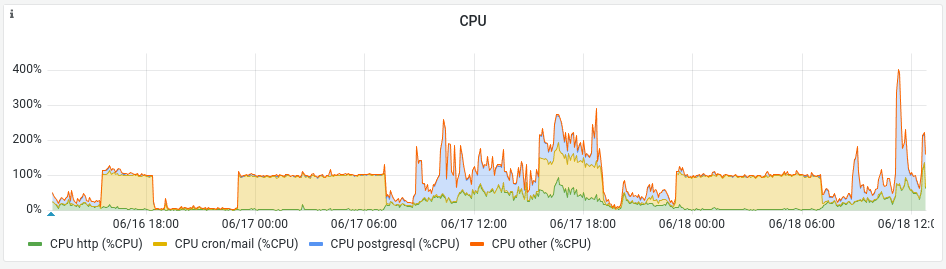 i
CPU
400%
300%
200%
100%
0%
06/16 18:00 06/17 00:00 06/17 06:00 06/17 12:00 06/17 18:00 06/18 00:00 06/18 06:00 06/18 12:0
CPU http (%CPU) CPU cron/mail (%CPU) CPU postgresql (%CPU) CPU other (%CPU)